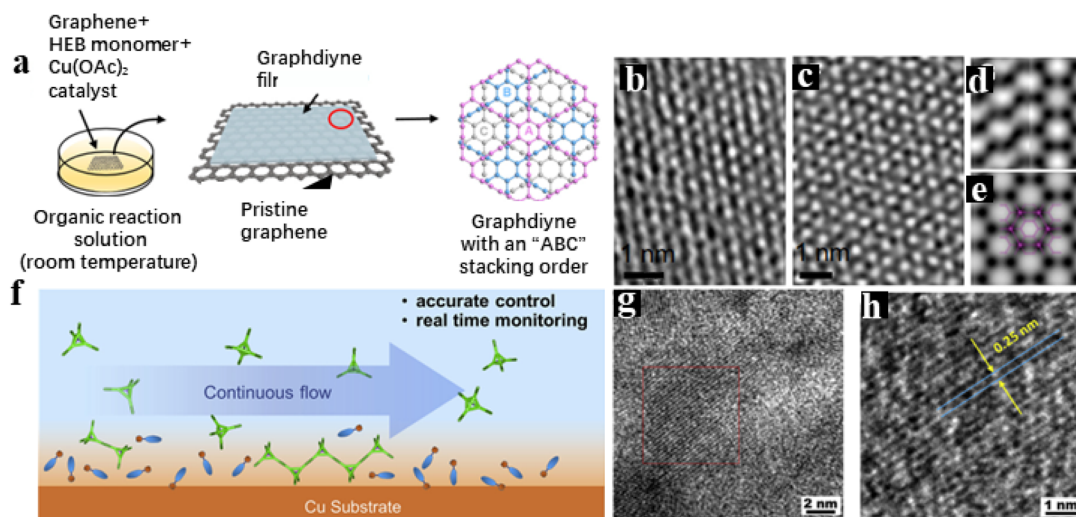 a
Graphene+
HEB monomer+
Cu(OAc)₂
catalyst
Organic reaction
solution
(room temperature)
Graphdiyne
filr
Pristine
graphene
B
C
A
Graphdiyne
with an “ABC”
stacking order
b
1 nm
c
1 nm
d
e
f
• accurate control
• real time monitoring
Continuous flow
Cu Substrate
g
2 nm
h
0.25 nm
1 nm